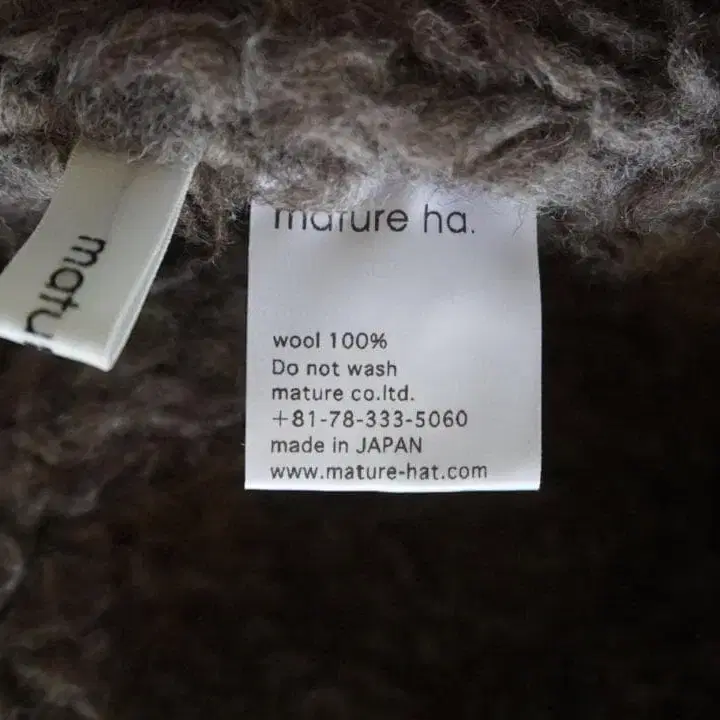 matu
mature ha.
wool 100%
Do not wash
mature co.ltd.
+81-78-333-5060
made in JAPAN
www.mature-hat.com